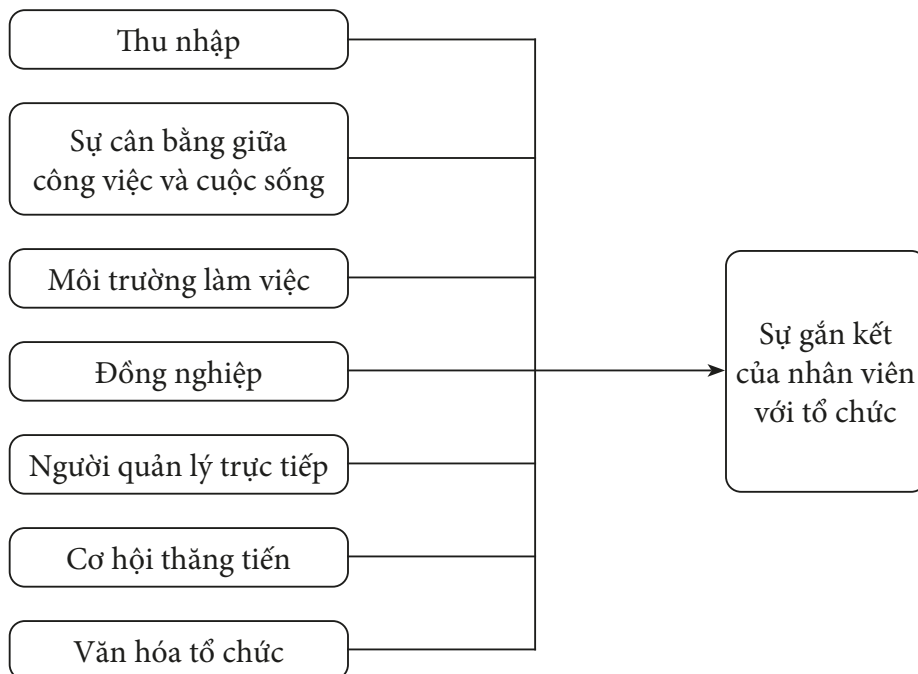 Thu nhập
Sự cân bằng giữa
công việc và cuộc sống
Môi trường làm việc
Đồng nghiệp
Người quản lý trực tiếp
Cơ hội thăng tiến
Văn hóa tổ chức
Sự gắn kết
của nhân viên
với tổ chức